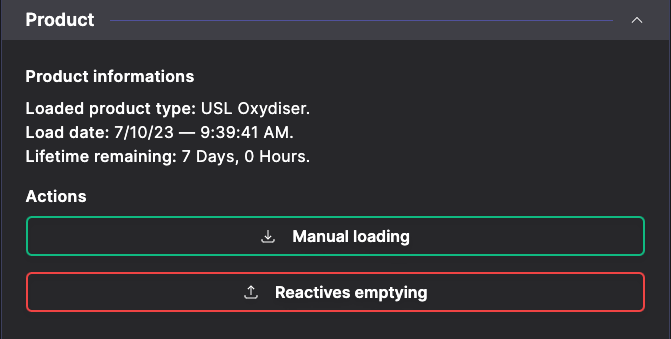 Product
Product informations
Loaded product type: USL Oxydiser.
Load date: 7/10/23 — 9:39:41 AM.
Lifetime remaining: 7 Days, 0 Hours.
Actions
Manual loading
Reactives emptying